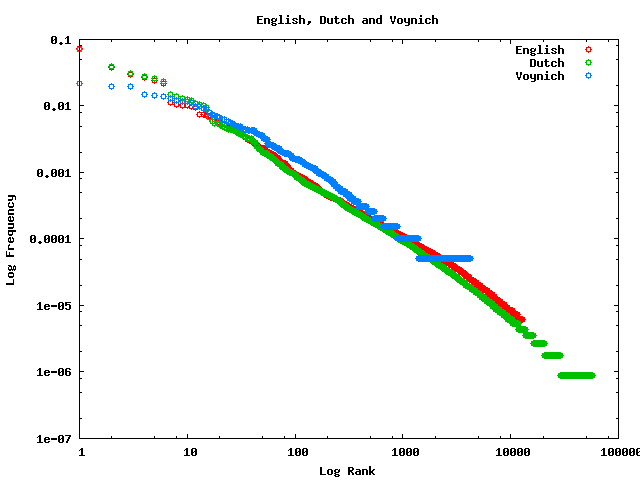 English, Dutch and Voynich
English
Dutch
Voynich
0.1
0.01
0.001
0.0001
1e-05
1e-06
1e-07
Log Frequency
1 10 100 1000 10000 100000
Log Rank